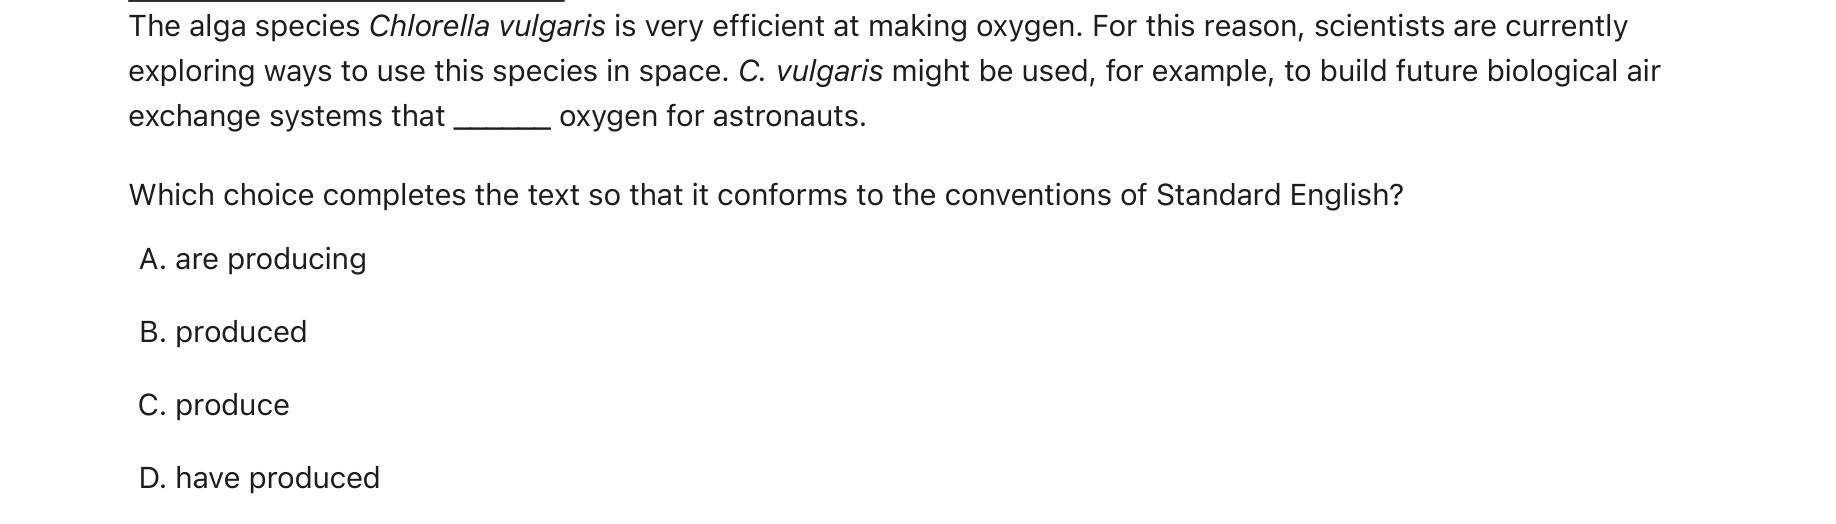 The alga species Chlorella vulgaris is very efficient at making oxygen. For this reason, scientists are currently
exploring ways to use this species in space. C. vulgaris might be used, for example, to build future biological air
exchange systems that ______ oxygen for astronauts.
Which choice completes the text so that it conforms to the conventions of Standard English?
A. are producing
B. produced
C. produce
D. have produced